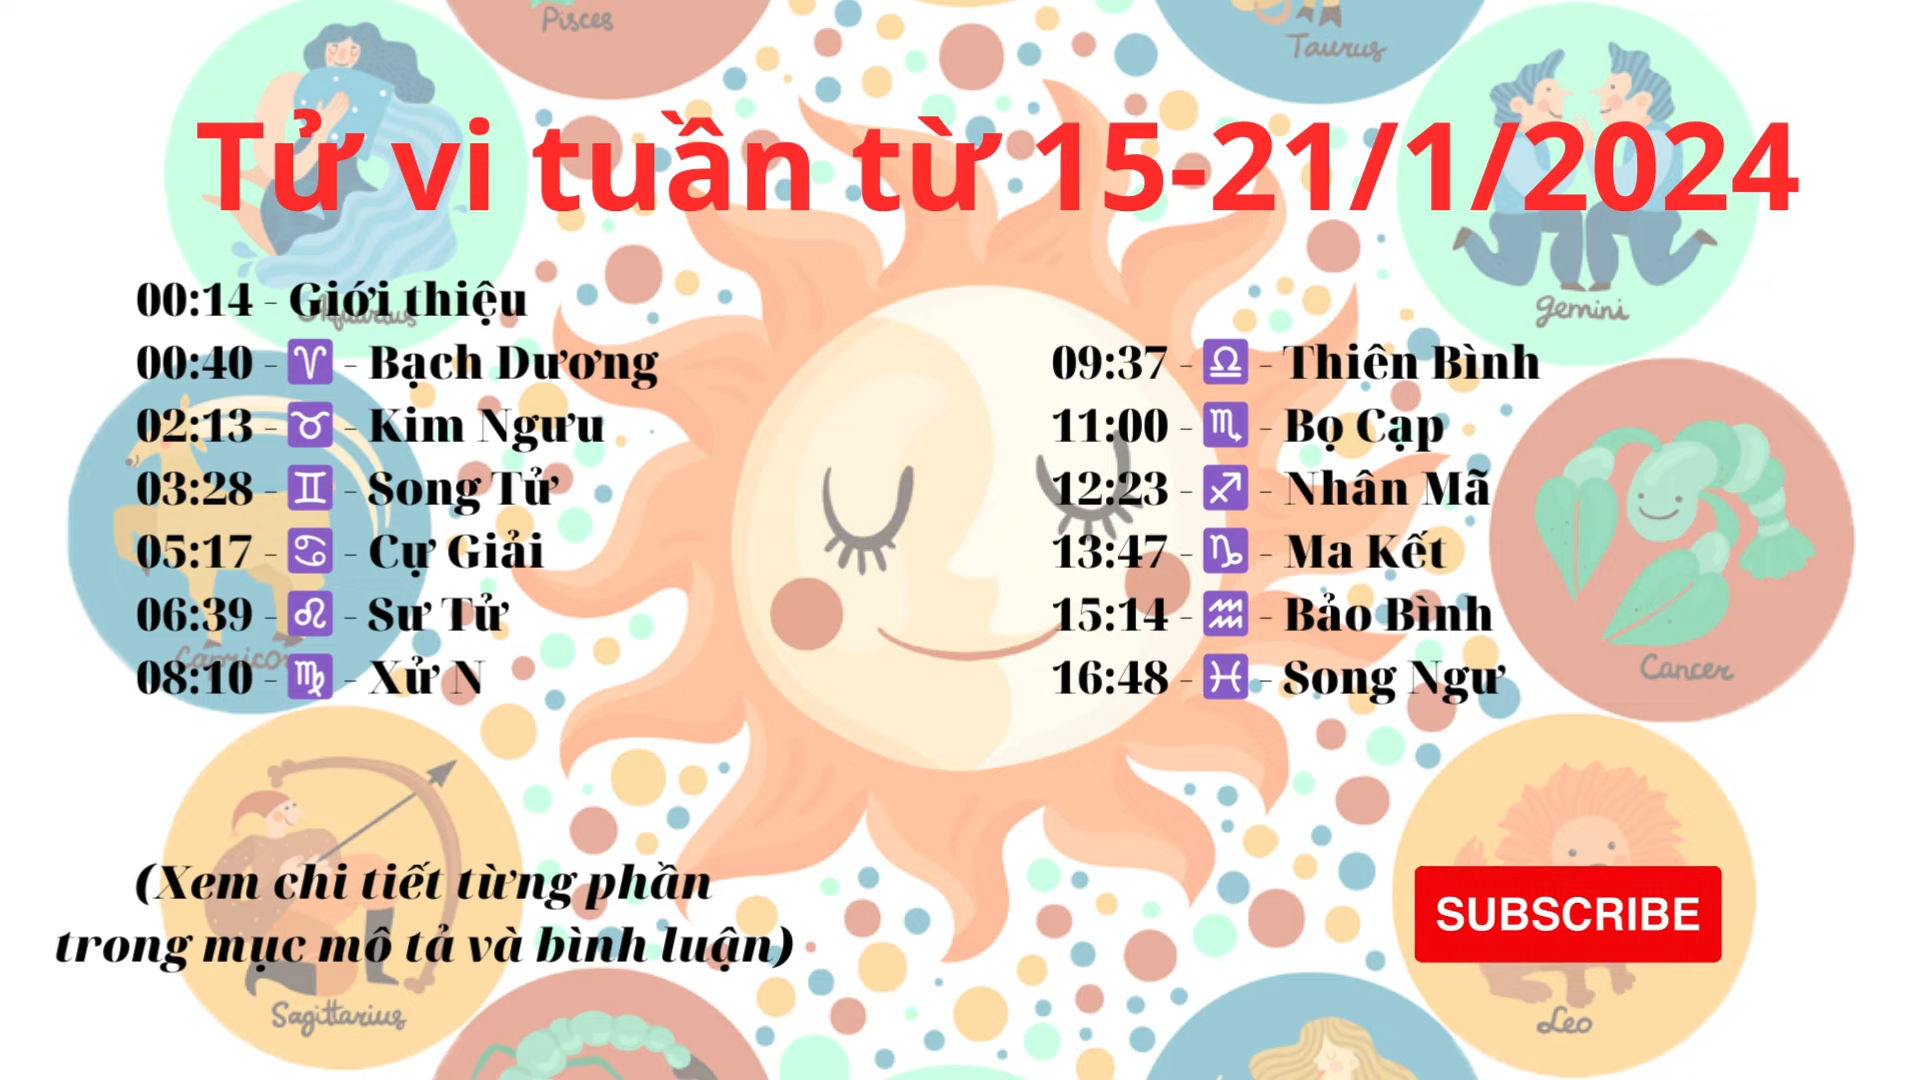 Pisces
Taurus
Tử vi tuần từ 15-21/1/2024
Aquarius
Gemini
00:14 - Giới thiệu
00:40 - ♈ - Bạch Dương
02:13 - ♉ - Kim Ngưu
03:28 - ♊ - Song Tử
05:17 - ♋ - Cự Giải
06:39 - ♌ - Sư Tử
08:10 - ♍ - Xử N
Capricor
09:37 - ♎ - Thiên Bình
11:00 - ♏ - Bọ Cạp
12:23 - ♐ - Nhân Mã
13:47 - ♑ - Ma Kết
15:14 - ♒ - Bảo Bình
16:48 - ♓ - Song Ngư
Cancer
(Xem chi tiết từng phần
trong mục mô tả và bình luận)
SUBSCRIBE
Sagittarius
Leo